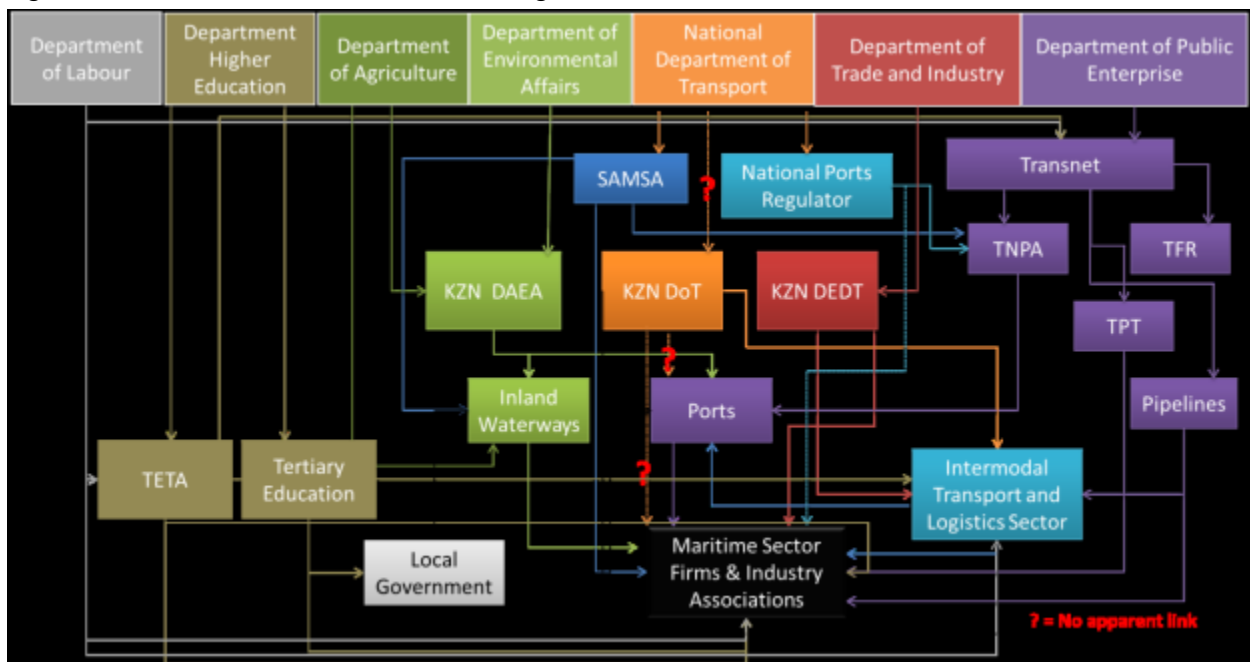 Department
of Labour
Department
Higher
Education
Department
of Agriculture
Department of
Environmental
Affairs
National
Department of
Transport
Department of
Trade and Industry
Department of Public
Enterprise
SAMSA
?
National Ports
Regulator
Transnet
TNPA
TFR
KZN DAEA
KZN DoT
KZN DEDT
TPT
?
Inland
Waterways
Ports
Pipelines
TETA
Tertiary
Education
?
Intermodal
Transport and
Logistics Sector
Local
Government
Maritime Sector
Firms & Industry
Associations
? = No apparent link